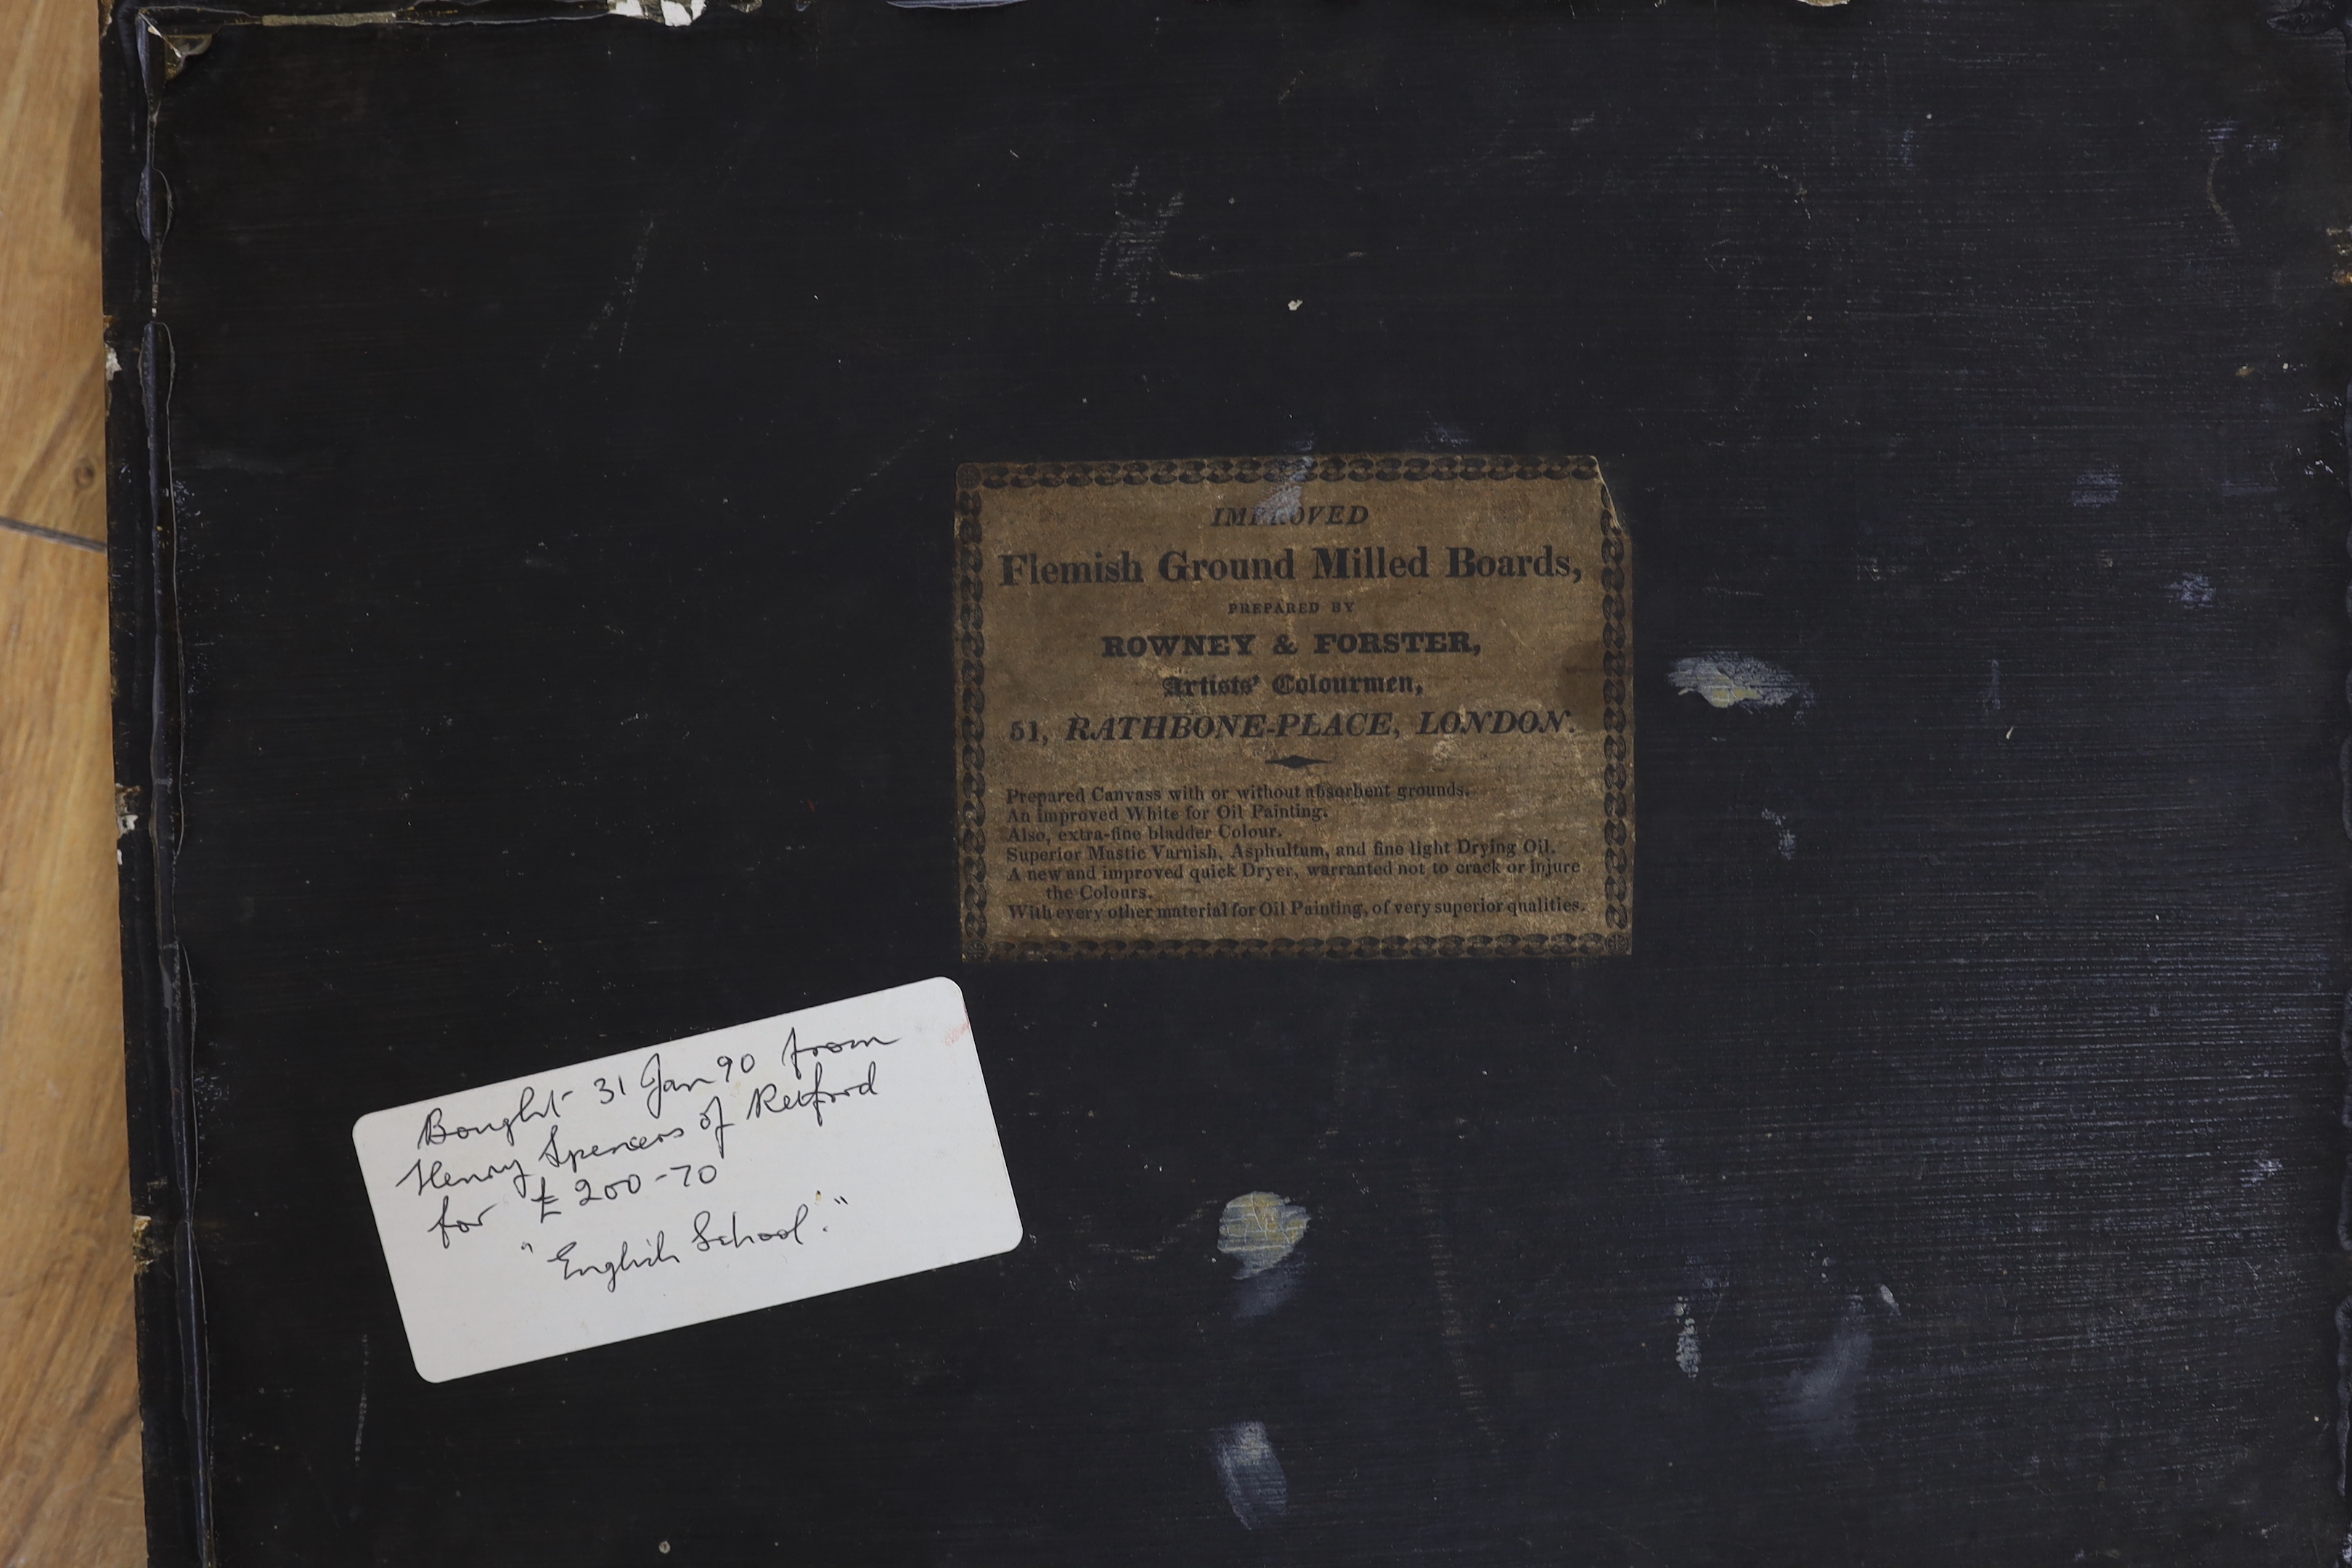 IMPROVED
Flemish Ground Milled Boards,
PREPARED BY
ROWNEY & FORSTER,
Artists' Colourmen,
51, RATHBONE-PLACE, LONDON.
Prepared Canvass with or without absorbent grounds.
An improved White for Oil Painting.
Also, extra-fine bladder Colour.
Superior Mastic Varnish, Asphultum, and fine light Drying Oil.
A new and improved quick Dryer, warranted not to crack or injure
the Colours.
With every other material for Oil Painting, of very superior qualities.
Bought 31 Jan 90 from
Henry Spencers of Retford
for £200-70
"English School."